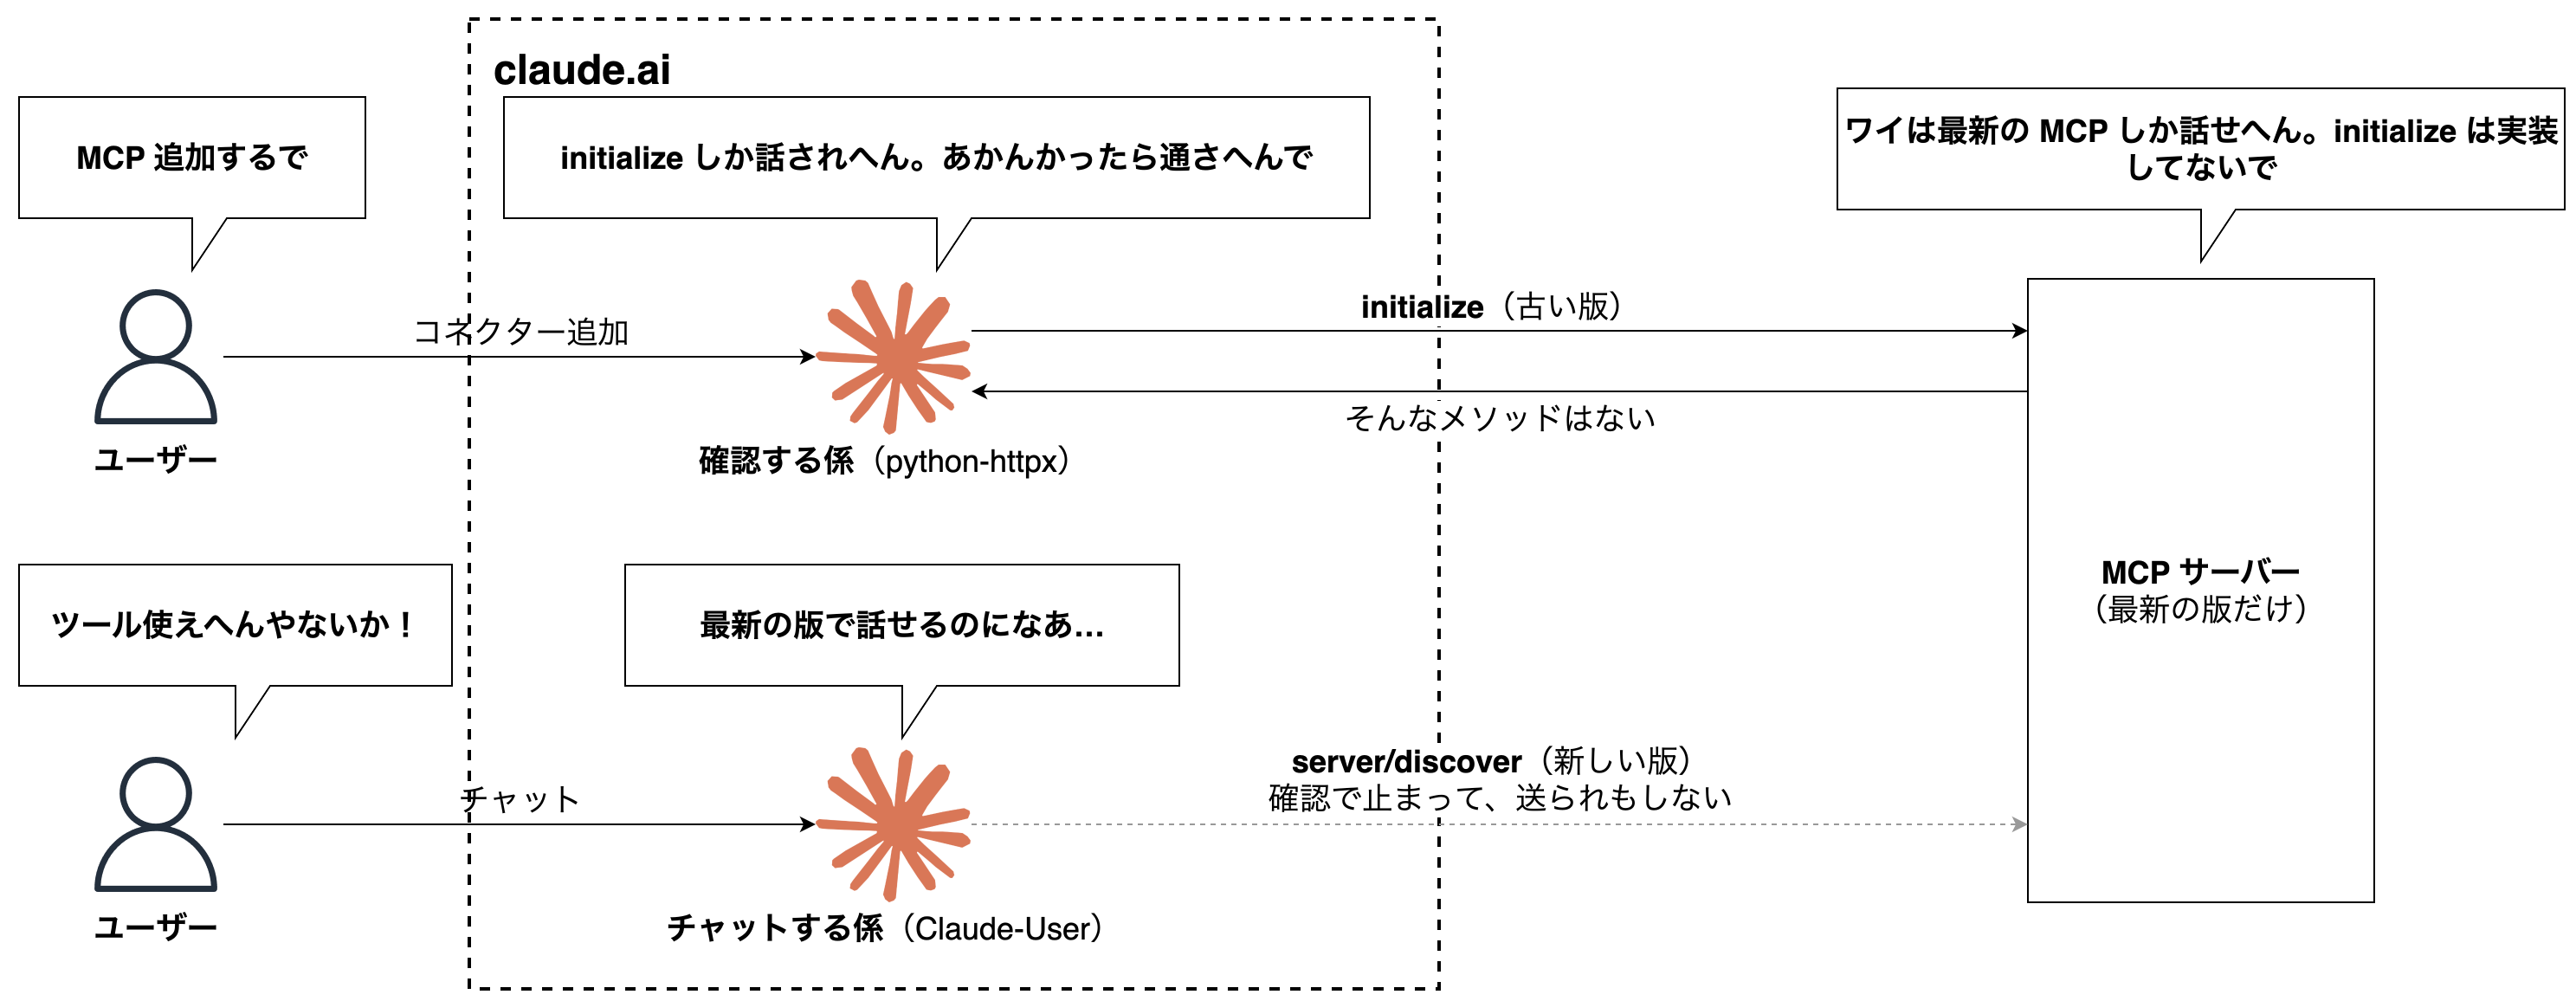 claude.ai
MCP 追加するで
initialize しか話されへん。あかんかったら通さへんで
ワイは最新の MCP しか話せへん。initialize は実装
してないで
コネクター追加
initialize（古い版）
そんなメソッドはない
ユーザー
確認する係（python-httpx）
MCP サーバー
（最新の版だけ）
ツール使えへんやないか！
最新の版で話せるのになあ...
チャット
server/discover（新しい版）
確認で止まって、送られもしない
ユーザー
チャットする係（Claude-User）